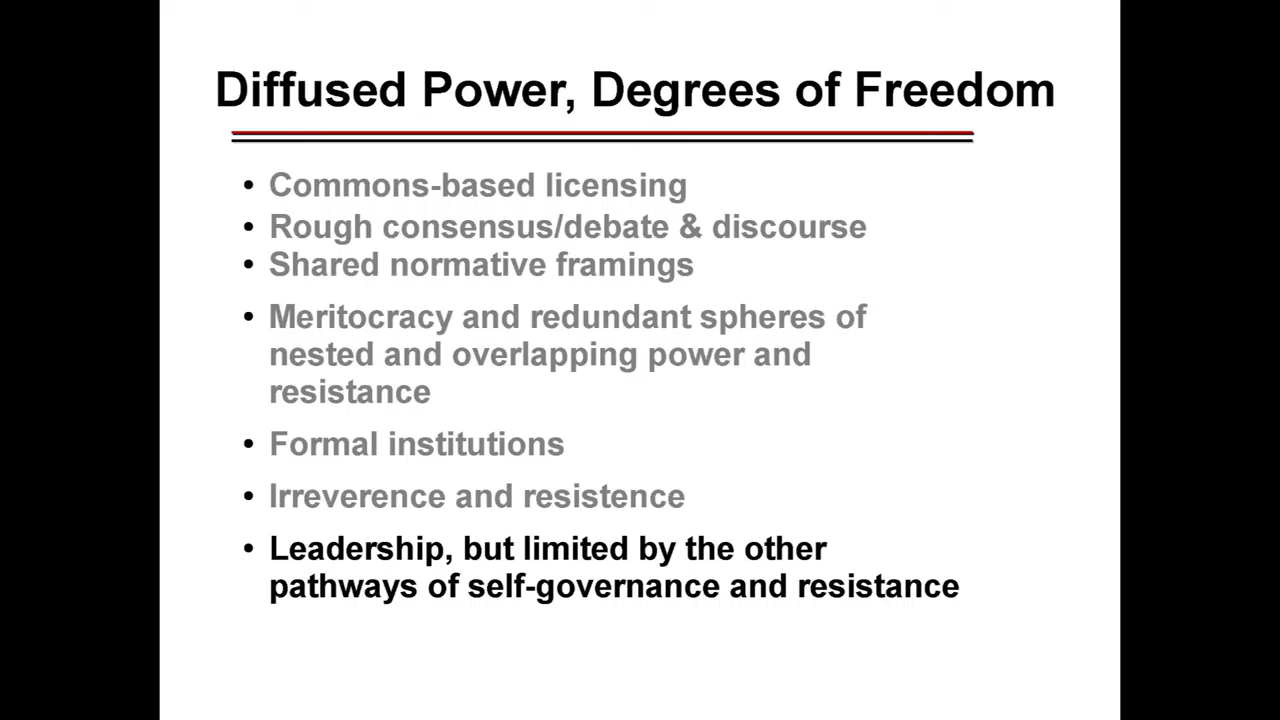 Diffused Power, Degrees of Freedom
• Commons-based licensing
• Rough consensus/debate & discourse
• Shared normative framings
• Meritocracy and redundant spheres of
nested and overlapping power and
resistance
• Formal institutions
• Irreverence and resistence
• Leadership, but limited by the other
pathways of self-governance and resistance